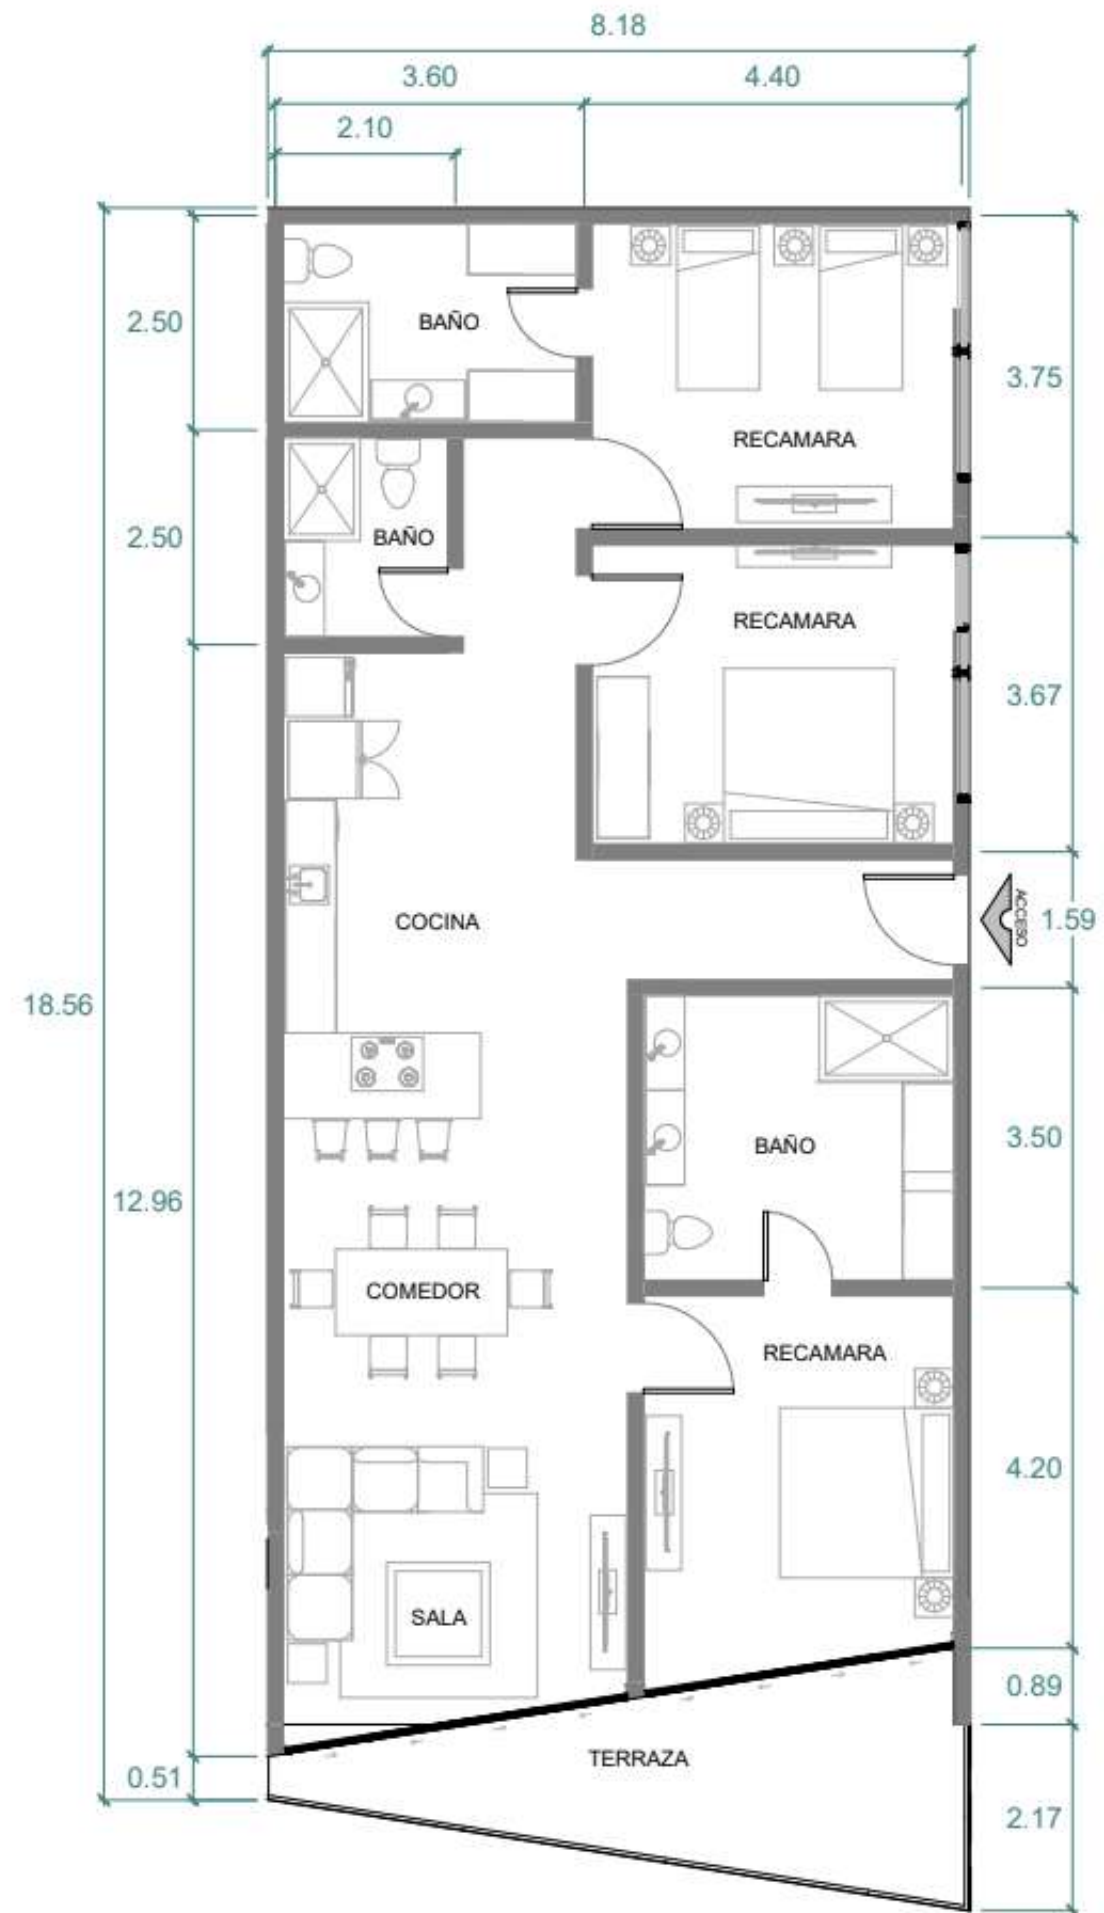 8.18
3.60
4.40
2.10
2.50
BAÑO
3.75
RECAMARA
2.50
BAÑO
RECAMARA
3.67
COCINA
ACCESO
1.59
18.56
3.50
BAÑO
12.96
COMEDOR
RECAMARA
4.20
SALA
0.89
TERRAZA
0.51
2.17